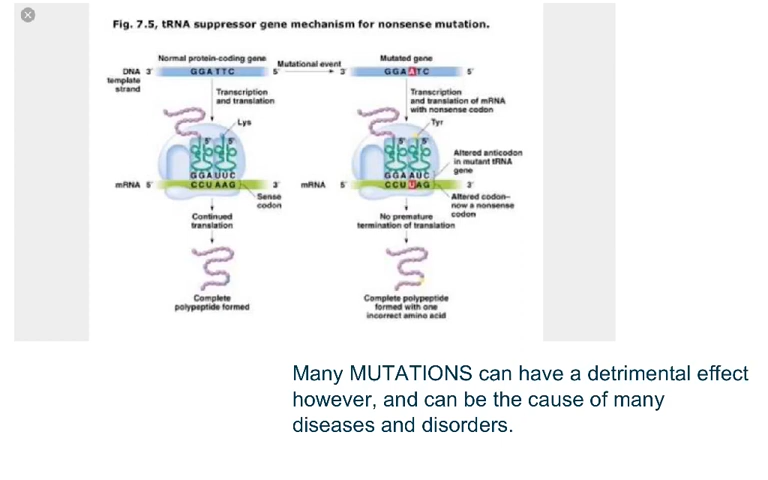 Fig. 7.5, tRNA suppressor gene mechanism for nonsense mutation.
Normal protein-coding gene
Mutational event
Mutated gene
DNA 3'
template
strand
GGATTC
5'
3'
GGAATC
5'
Transcription
and translation
Transcription
and translation of mRNA
with nonsense codon
Lys
Tyr
5' 5'
5' 5'
Altered anticodon
in mutant tRNA
gene
GGAUUC
GGAAUC
mRNA 5'
CCUAAG
3'
mRNA 5'
CCUUAG
3'
Sense
codon
Altered codon–
now a nonsense
codon
Continued
translation
No premature
termination of translation
Complete
polypeptide formed
Complete polypeptide
formed with one
incorrect amino acid
Many MUTATIONS can have a detrimental effect
however, and can be the cause of many
diseases and disorders.